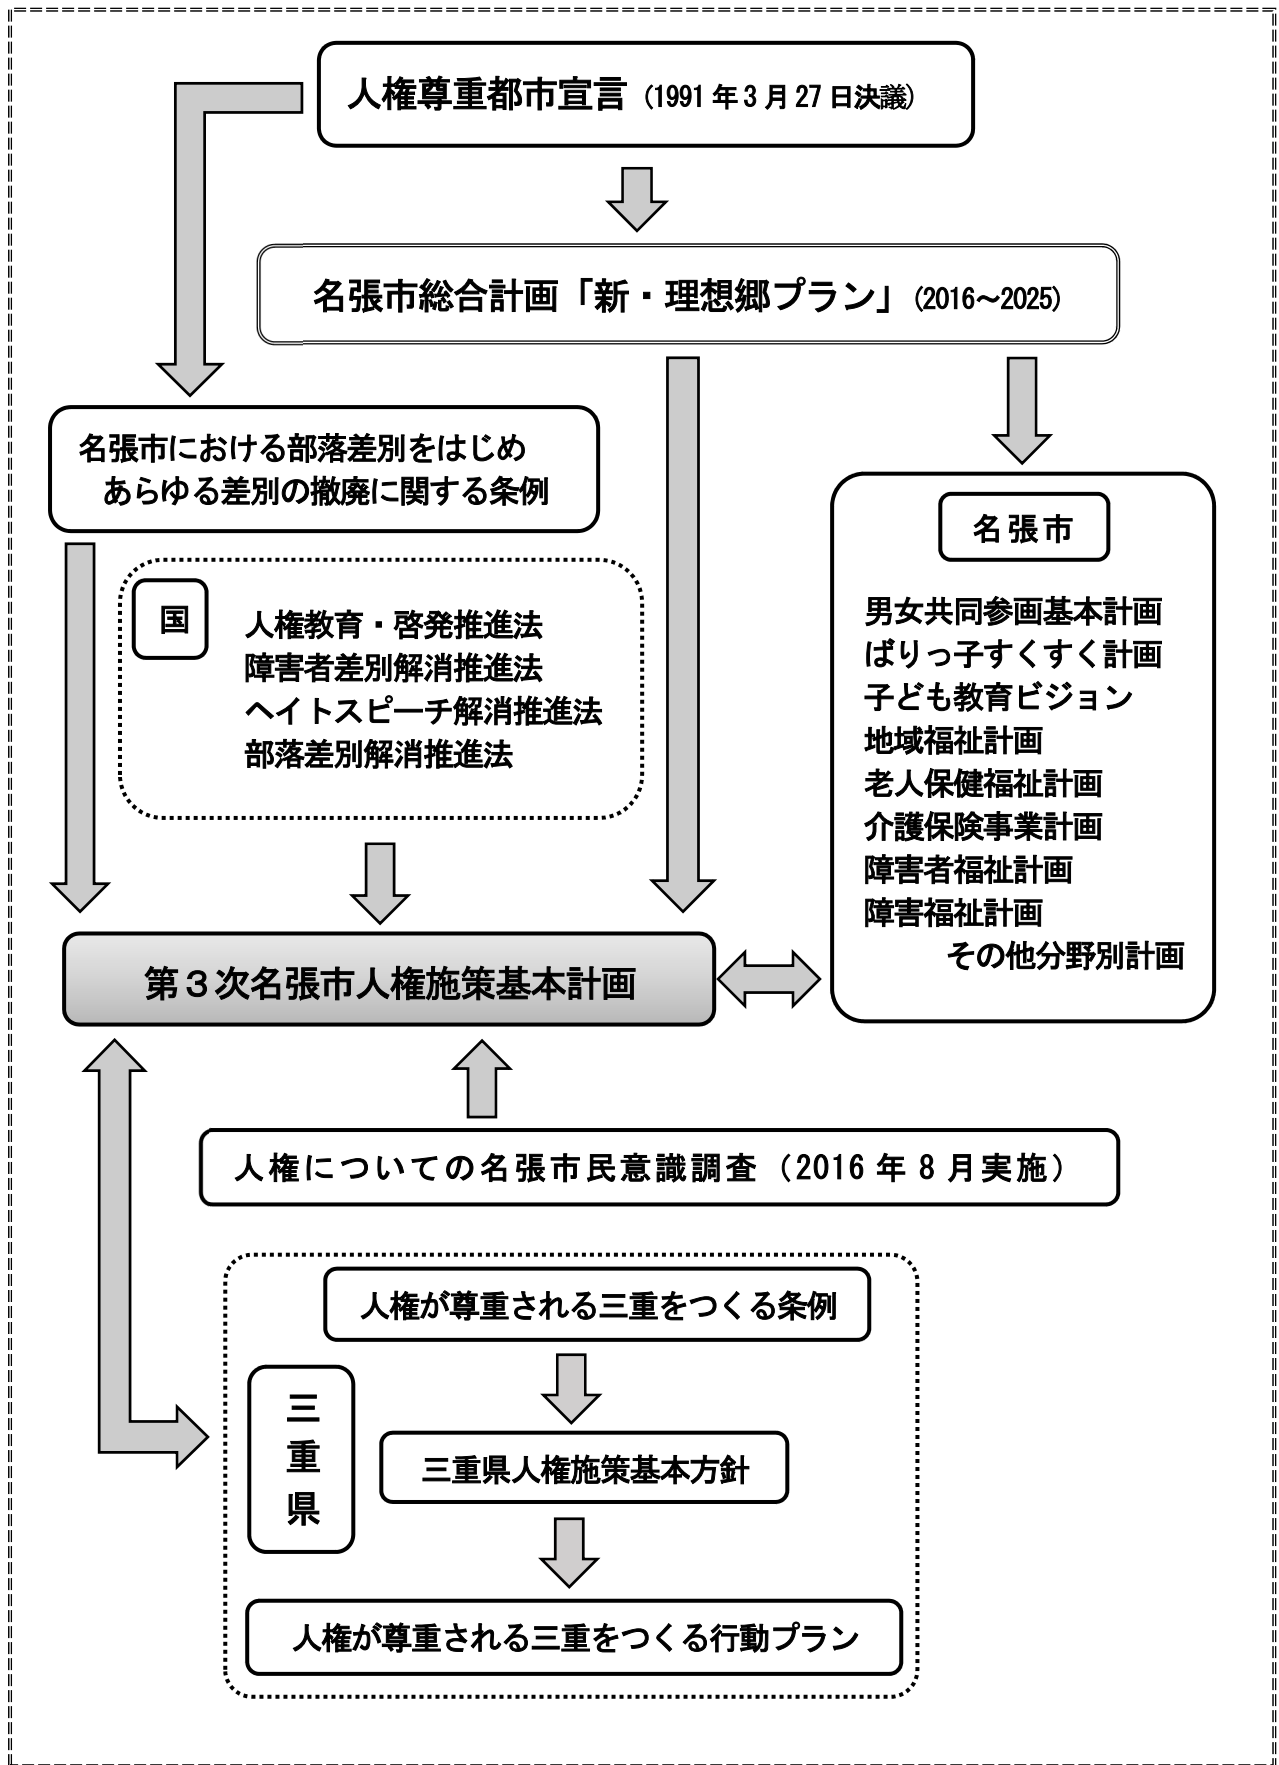 人権尊重都市宣言（1991年3月27日決議）
名張市総合計画「新・理想郷プラン」（2016～2025）
名張市における部落差別をはじめ
あらゆる差別の撤廃に関する条例
国
人権教育・啓発推進法
障害者差別解消推進法
ヘイトスピーチ解消推進法
部落差別解消推進法
名張市
男女共同参画基本計画
ばりっ子すくすく計画
子ども教育ビジョン
地域福祉計画
老人保健福祉計画
介護保険事業計画
障害者福祉計画
障害福祉計画
その他分野別計画
第３次名張市人権施策基本計画
人権についての名張市民意識調査（2016年8月実施）
人権が尊重される三重をつくる条例
三重県
三重県人権施策基本方針
人権が尊重される三重をつくる行動プラン